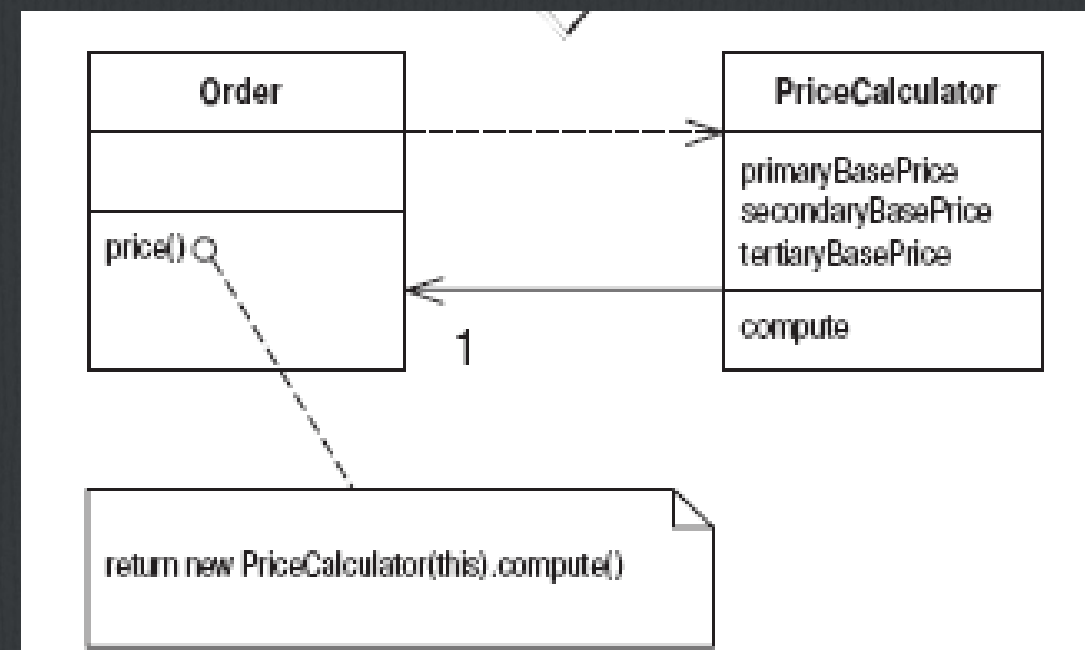 Order
PriceCalculator
primaryBasePrice
secondaryBasePrice
tertiaryBasePrice
price()
1
compute
return new PriceCalculator(this).compute()